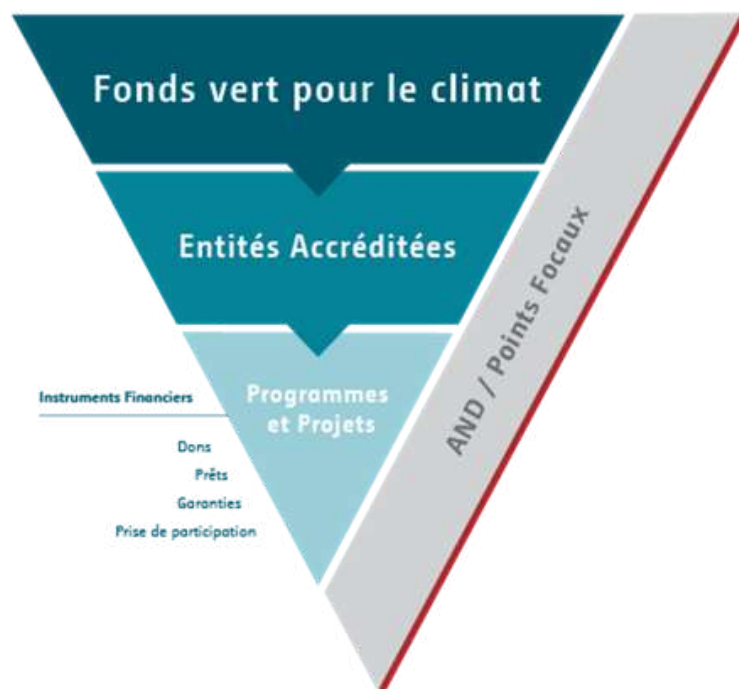 Fonds vert pour le climat
Entités Accréditées
Programmes
et Projets
Instruments Financiers
Dons
Prêts
Garanties
Prise de participation
AND / Points Focaux